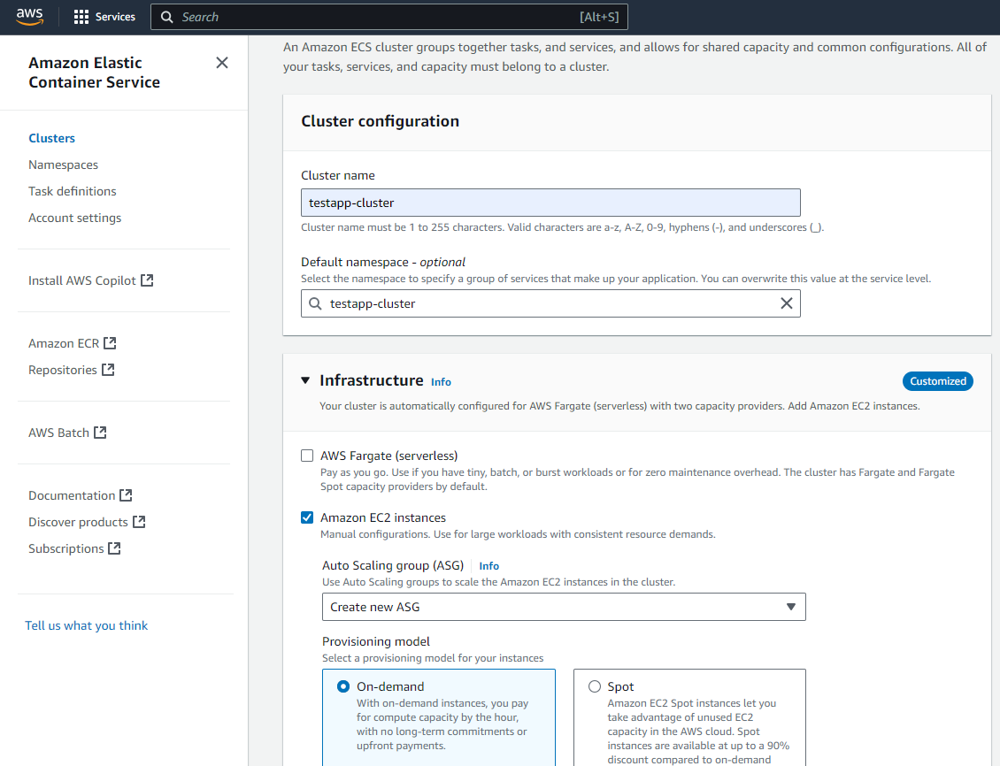 aws
Services
Search
[Alt+S]
Amazon Elastic
Container Service
Clusters
Namespaces
Task definitions
Account settings
Install AWS Copilot
Amazon ECR
Repositories
AWS Batch
Documentation
Discover products
Subscriptions
Tell us what you think
An Amazon ECS cluster groups together tasks, and services, and allows for shared capacity and common configurations. All of
your tasks, services, and capacity must belong to a cluster.
Cluster configuration
Cluster name
testapp-cluster
Cluster name must be 1 to 255 characters. Valid characters are a-z, A-Z, 0-9, hyphens (-), and underscores (_).
Default namespace - optional
Select the namespace to specify a group of services that make up your application. You can overwrite this value at the service level.
testapp-cluster
Infrastructure Info
Customized
Your cluster is automatically configured for AWS Fargate (serverless) with two capacity providers. Add Amazon EC2 instances.
AWS Fargate (serverless)
Pay as you go. Use if you have tiny, batch, or burst workloads or for zero maintenance overhead. The cluster has Fargate and Fargate
Spot capacity providers by default.
Amazon EC2 instances
Manual configurations. Use for large workloads with consistent resource demands.
Auto Scaling group (ASG) Info
Use Auto Scaling groups to scale the Amazon EC2 instances in the cluster.
Create new ASG
Provisioning model
Select a provisioning model for your instances
On-demand
With on-demand instances, you pay
for compute capacity by the hour,
with no long-term commitments or
upfront payments.
Spot
Amazon EC2 Spot instances let you
take advantage of unused EC2
capacity in the AWS cloud. Spot
instances are available at up to a 90%
discount compared to on-demand